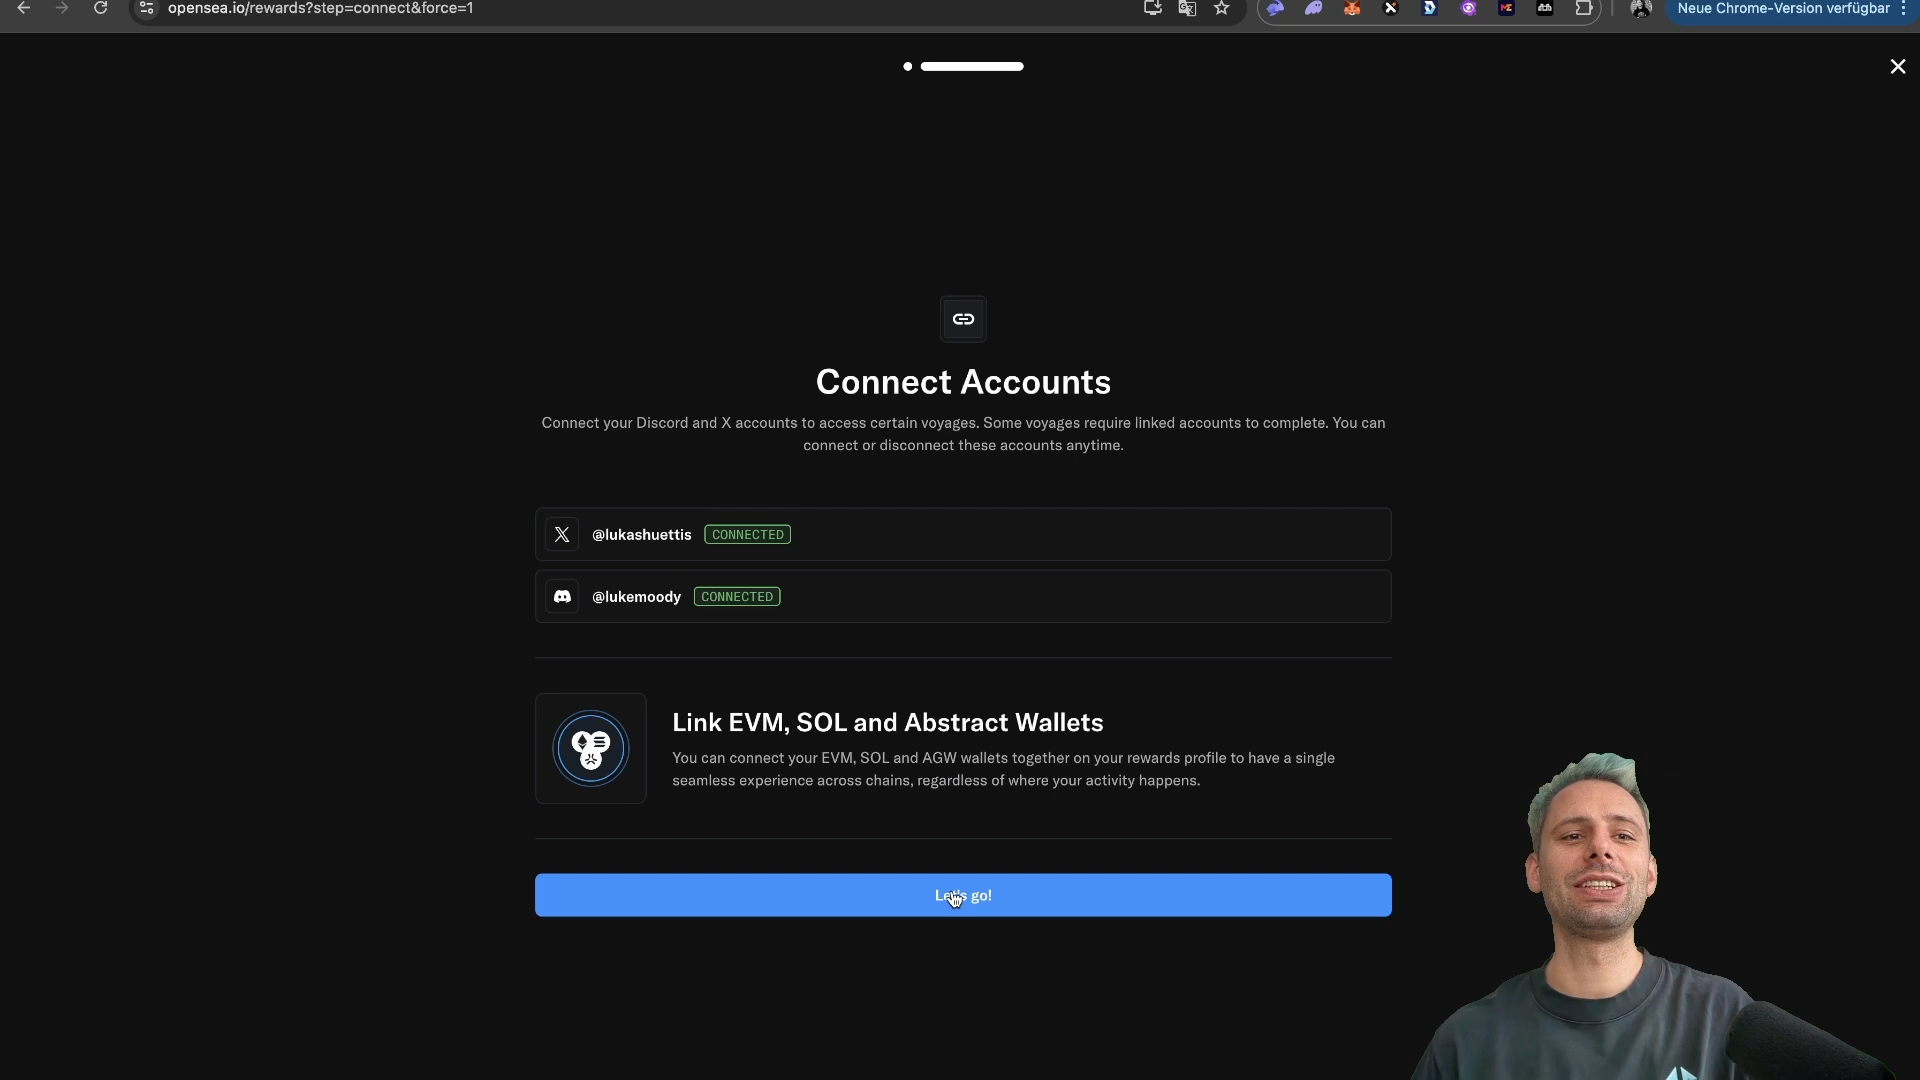 opensea.io/rewards?step=connect&force=1
Neue Chrome-Version verfügbar
Connect Accounts
Connect your Discord and X accounts to access certain voyages. Some voyages require linked accounts to complete. You can
connect or disconnect these accounts anytime.
@lukashuettis CONNECTED
@lukemoody CONNECTED
Link EVM, SOL and Abstract Wallets
You can connect your EVM, SOL and AGW wallets together on your rewards profile to have a single
seamless experience across chains, regardless of where your activity happens.
Let's go!